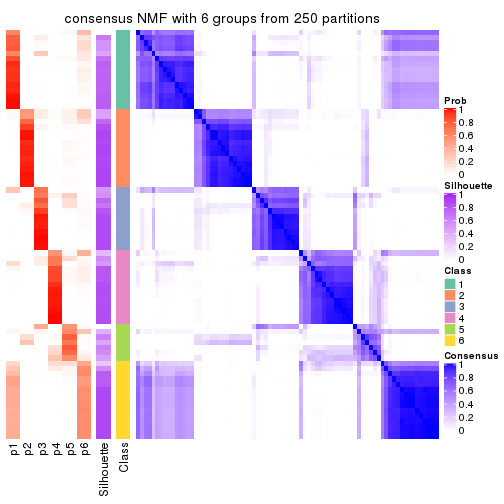 consensus NMF with 6 groups from 250 partitions
Prob
1
0.8
0.6
0.4
0.2
0
Silhouette
1
0.8
0.6
0.4
0.2
0
Class
1
2
3
4
5
6
Consensus
1
0.8
0.6
0.4
0.2
0
p1
p2
p3
p4
p5
p6
Silhouette
Class